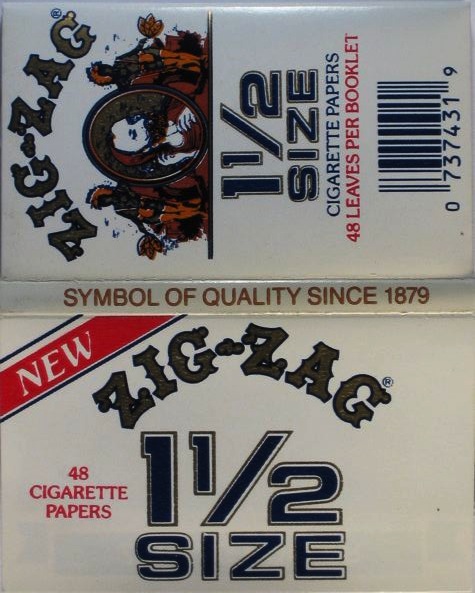 ZIG-ZAG®
1 1/2
SIZE
CIGARETTE PAPERS
48 LEAVES PER BOOKLET
0 737431 9
SYMBOL OF QUALITY SINCE 1879
NEW
ZIG-ZAG®
48
CIGARETTE
PAPERS
1 1/2
SIZE